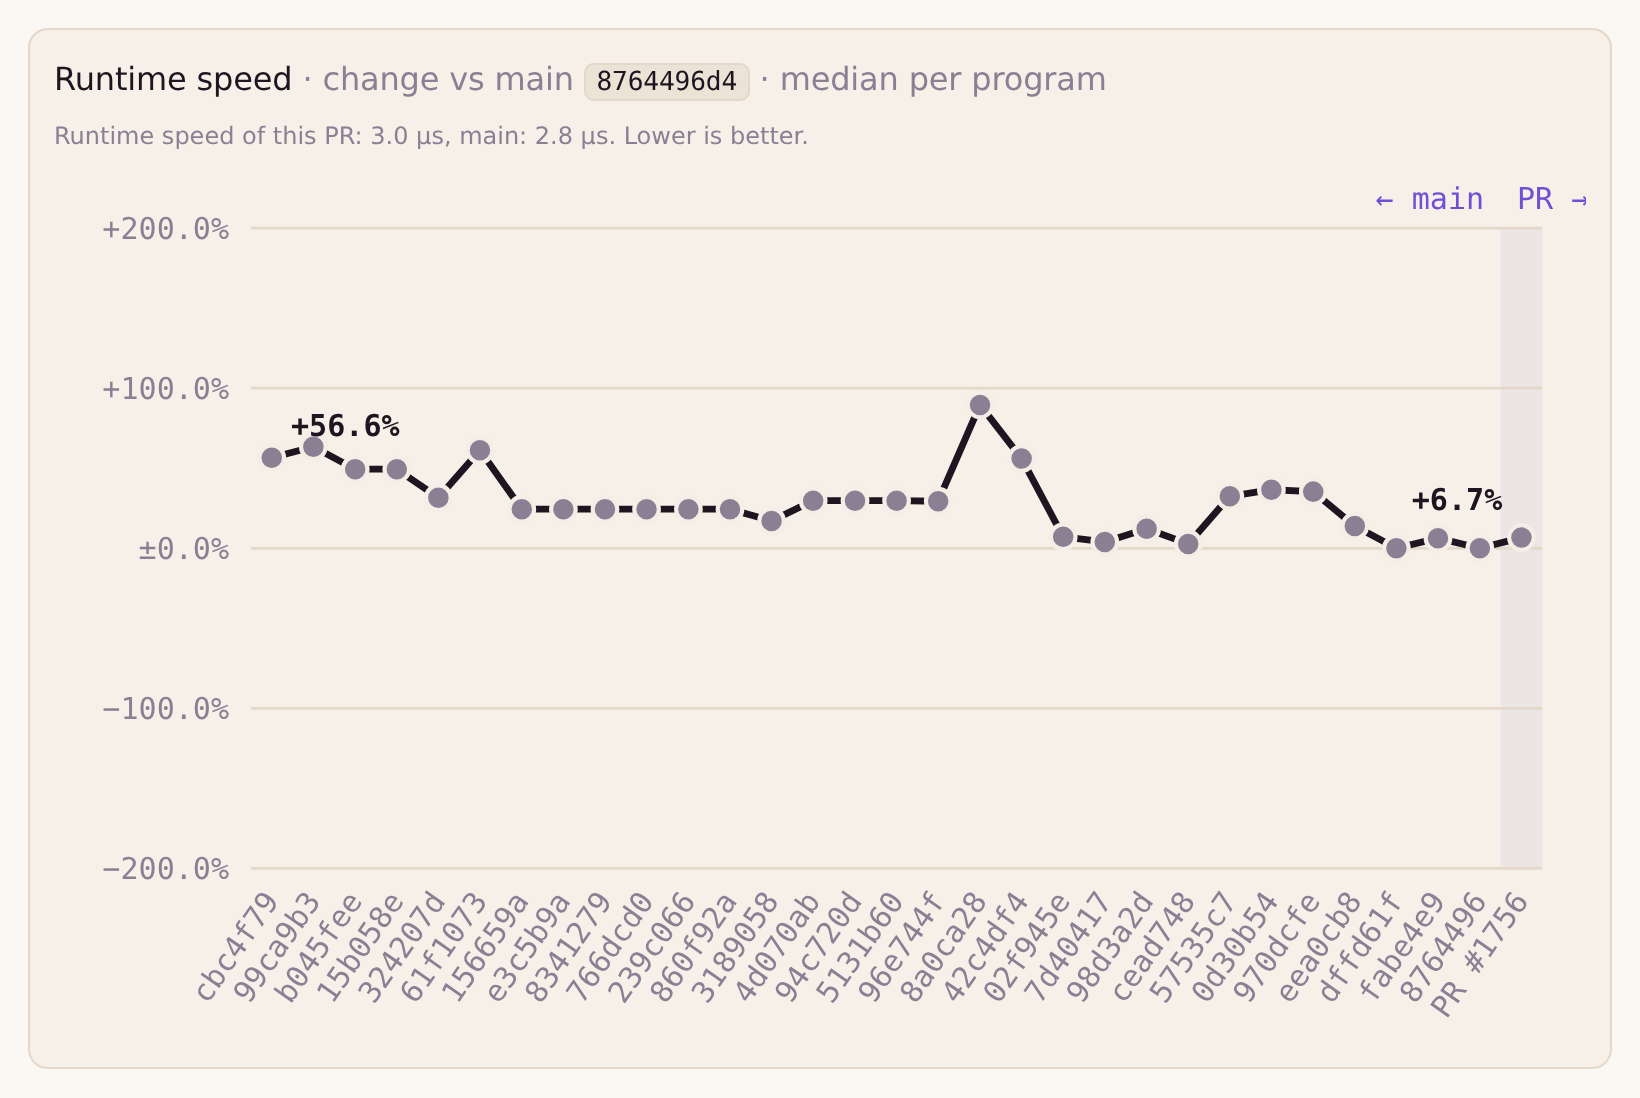 Runtime speed · change vs main 8764496d4 · median per program
Runtime speed of this PR: 3.0 µs, main: 2.8 µs. Lower is better.
← main PR →
+200.0%
+100.0%
+56.6%
+6.7%
±0.0%
−100.0%
−200.0%
cbc4f79
99ca9b3
b045fee
15b058e
324207d
61f1073
156659a
e3c5b9a
8341279
766dcd0
239c066
860f92a
3189058
4d070ab
94c720d
5131b60
96e744f
8a0ca28
42c4df4
02f945e
7d40417
98d3a2d
cead748
57535c7
0d30b54
970dcfe
eea0cb8
dffd61f
fabe4e9
8764496
PR #1756